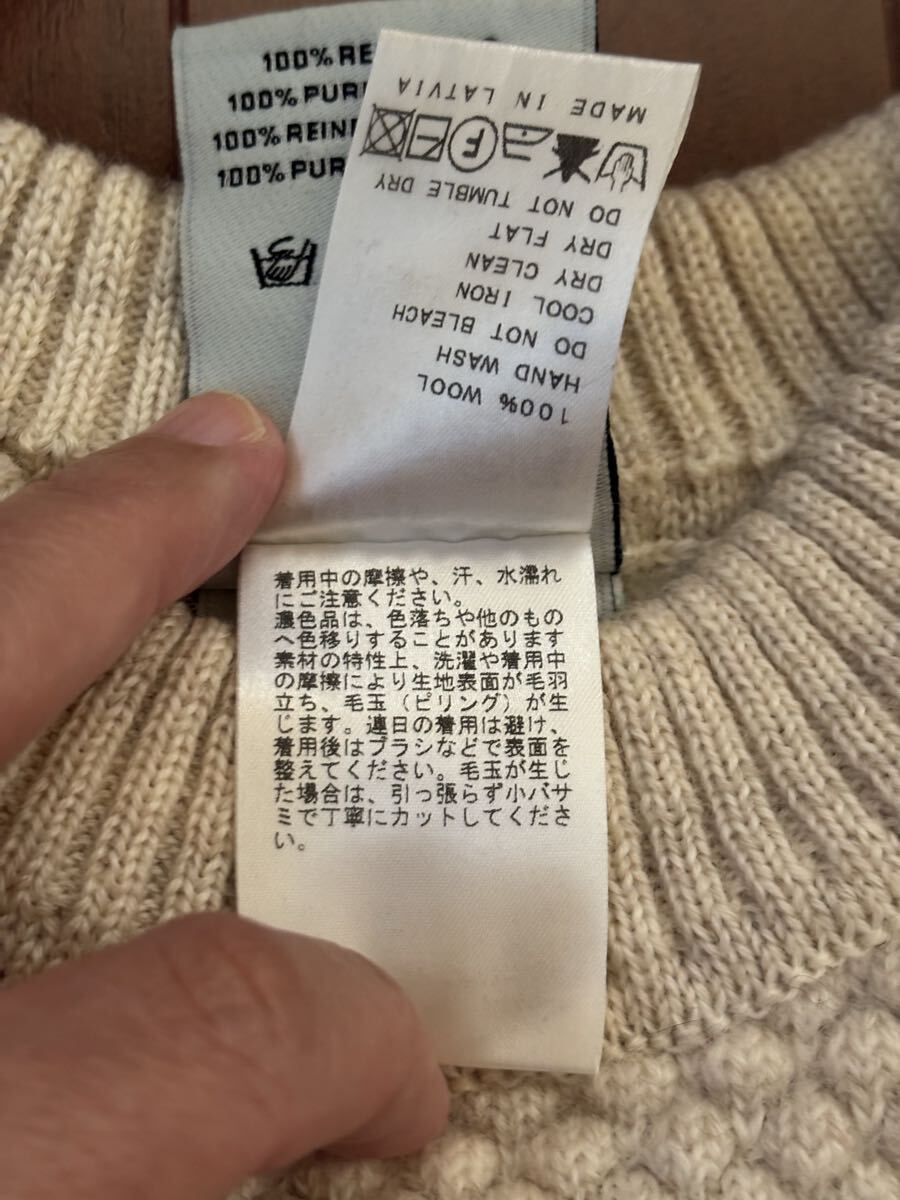 100% RE
100% PUR
100% REIN
100% PUR
100% WOOL
HAND WASH
DO NOT BLEACH
COOL IRON
DRY CLEAN
DRY FLAT
DO NOT TUMBLE DRY
F
MADE IN LATVIA
着用中の摩擦や、汗、水濡れ
にご注意ください。
濃色品は、色落ちや他のもの
へ色移りすることがあります
素材の特性上、洗濯や着用中
の摩擦により生地表面が毛羽
立ち、毛玉（ピリング）が生
じます。連日の着用は避け、
着用後はブラシなどで表面を
整えてください。毛玉が生じ
た場合は、引っ張らず小バサ
ミで丁寧にカットしてくださ
い。